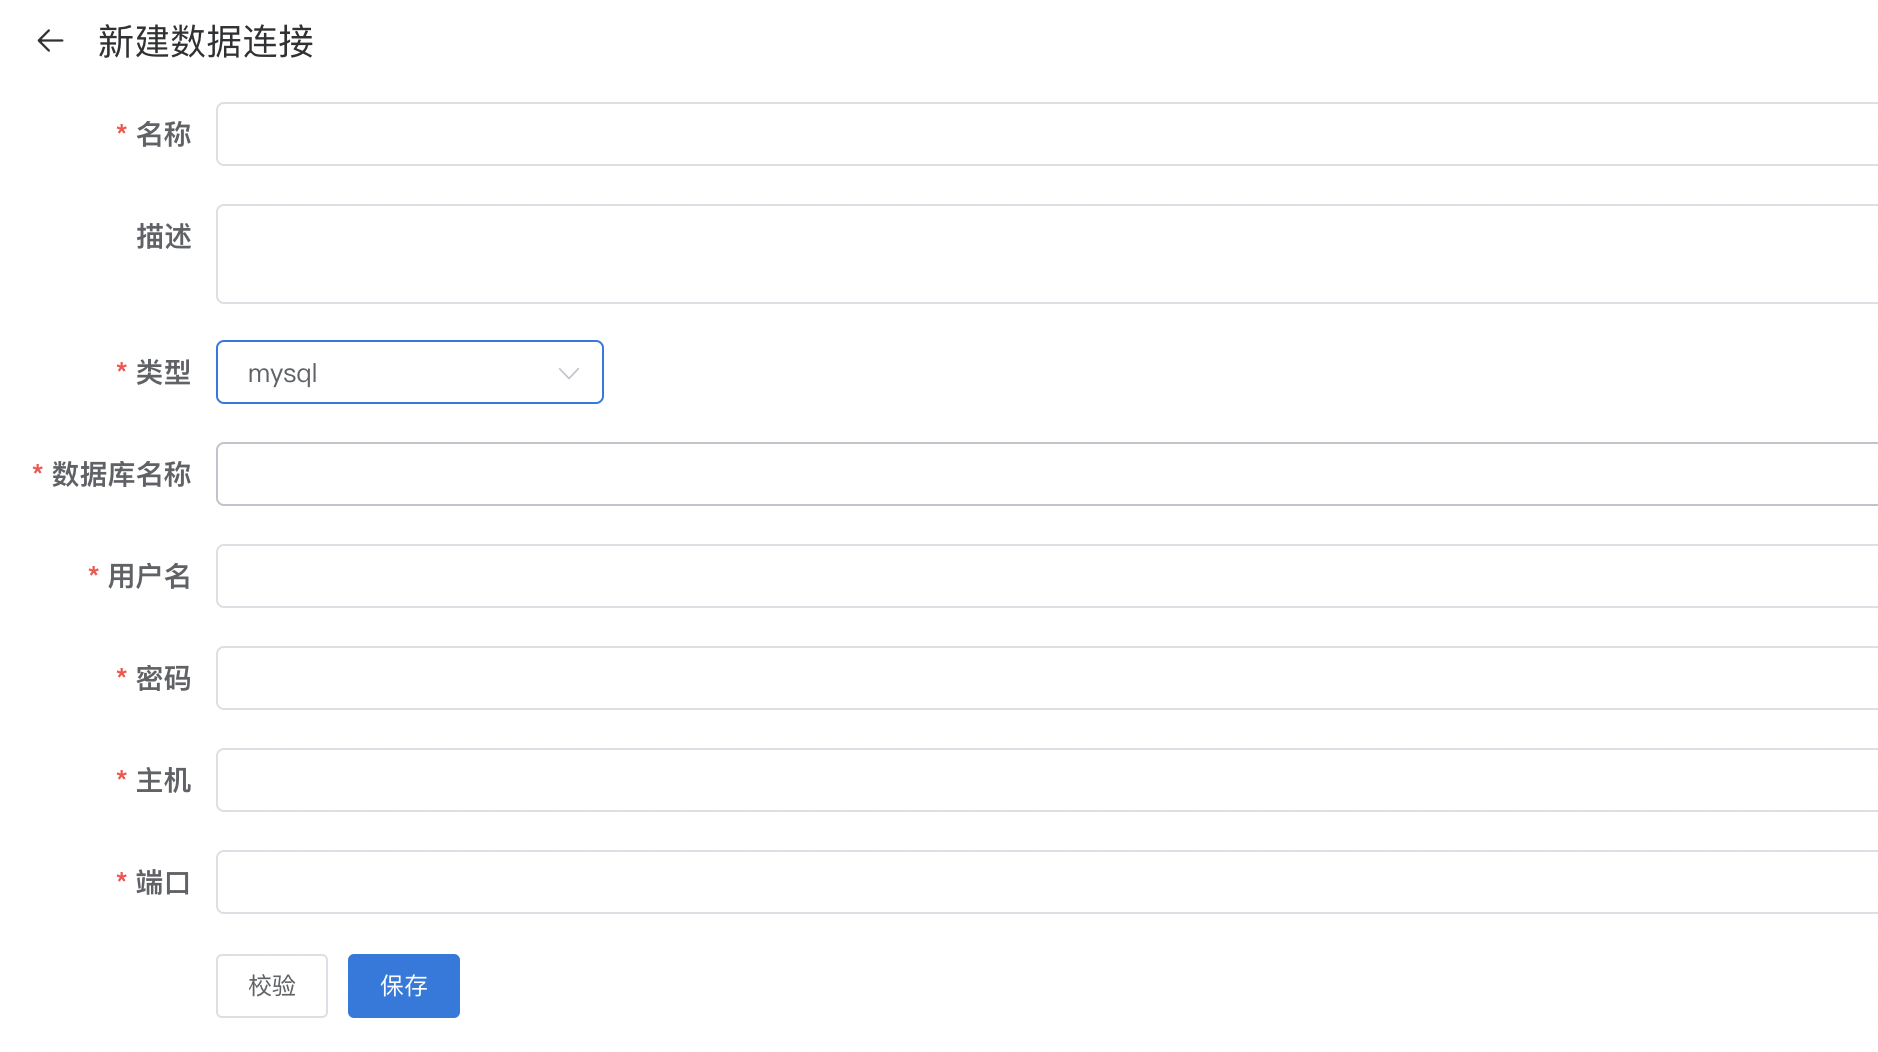 新建数据连接
* 名称
描述
* 类型 mysql
* 数据库名称
* 用户名
* 密码
* 主机
* 端口
校验 保存